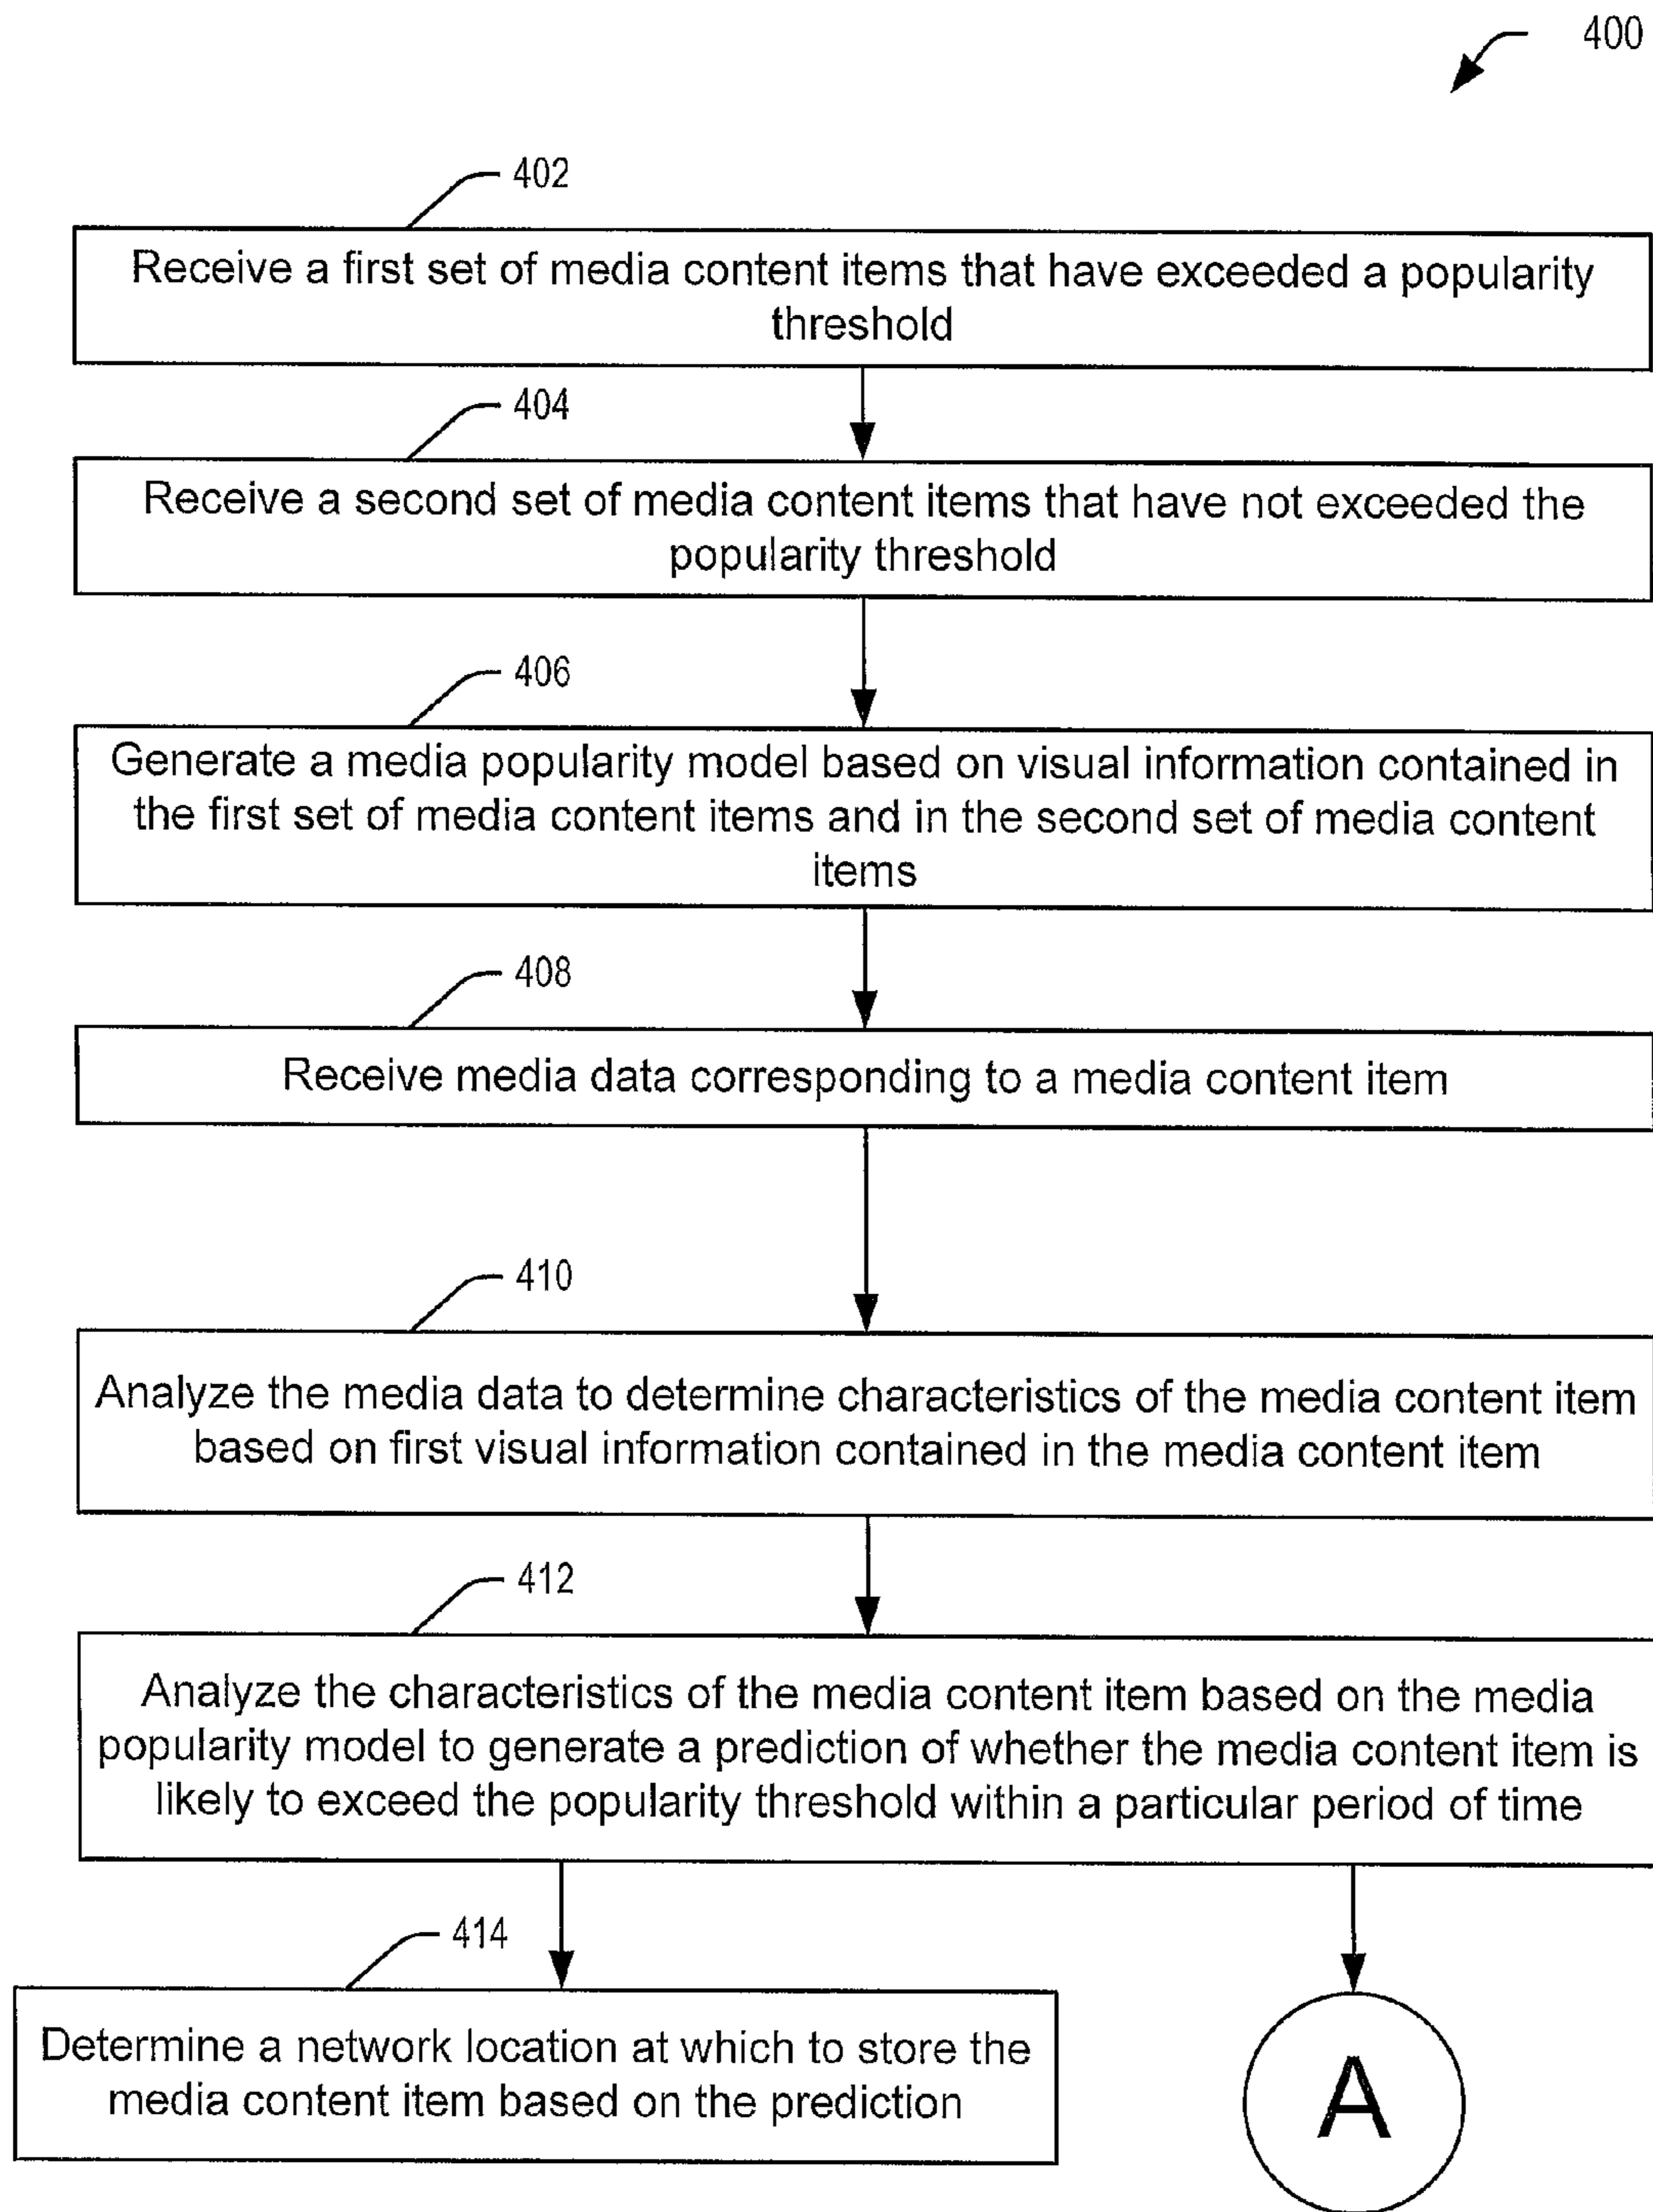 400
402
Receive a first set of media content items that have exceeded a popularity
threshold
404
Receive a second set of media content items that have not exceeded the
popularity threshold
406
Generate a media popularity model based on visual information contained in
the first set of media content items and in the second set of media content
items
408
Receive media data corresponding to a media content item
410
Analyze the media data to determine characteristics of the media content item
based on first visual information contained in the media content item
412
Analyze the characteristics of the media content item based on the media
popularity model to generate a prediction of whether the media content item is
likely to exceed the popularity threshold within a particular period of time
414
Determine a network location at which to store the
media content item based on the prediction
A